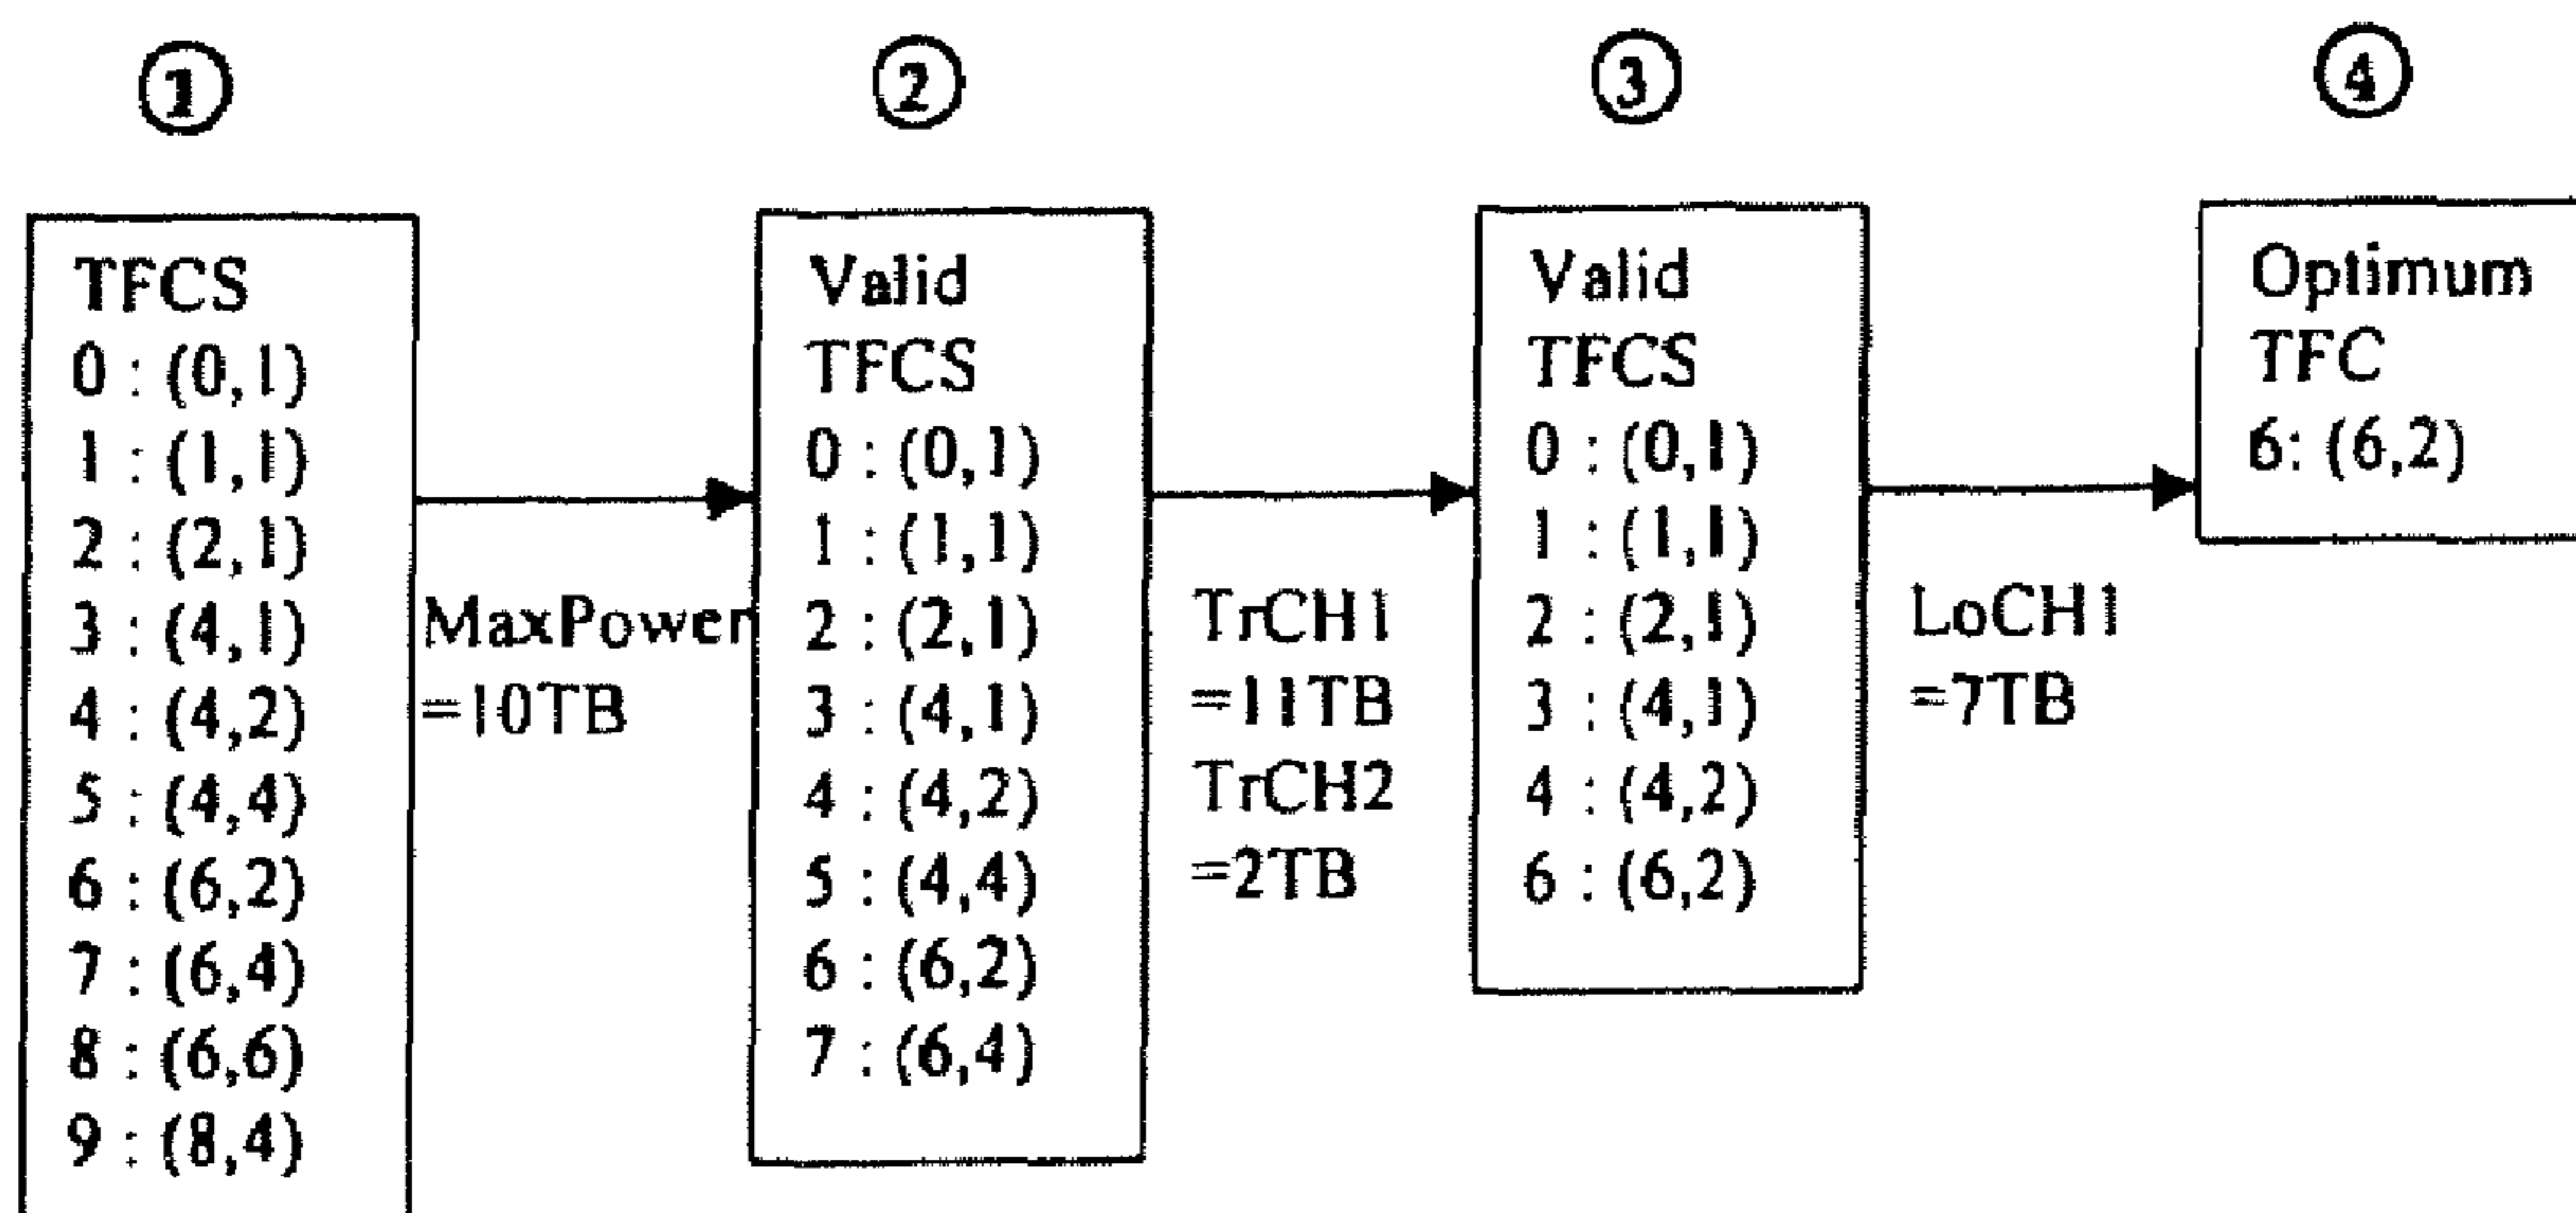 ①
②
③
④
TFCS
0 : (0,1)
1 : (1,1)
2 : (2,1)
3 : (4,1)
4 : (4,2)
5 : (4,4)
6 : (6,2)
7 : (6,4)
8 : (6,6)
9 : (8,4)
MaxPower
=10TB
Valid
TFCS
0 : (0,1)
1 : (1,1)
2 : (2,1)
3 : (4,1)
4 : (4,2)
5 : (4,4)
6 : (6,2)
7 : (6,4)
TrCH1
=11TB
TrCH2
=2TB
Valid
TFCS
0 : (0,1)
1 : (1,1)
2 : (2,1)
3 : (4,1)
4 : (4,2)
6 : (6,2)
LoCH1
=7TB
Optimum
TFC
6: (6,2)